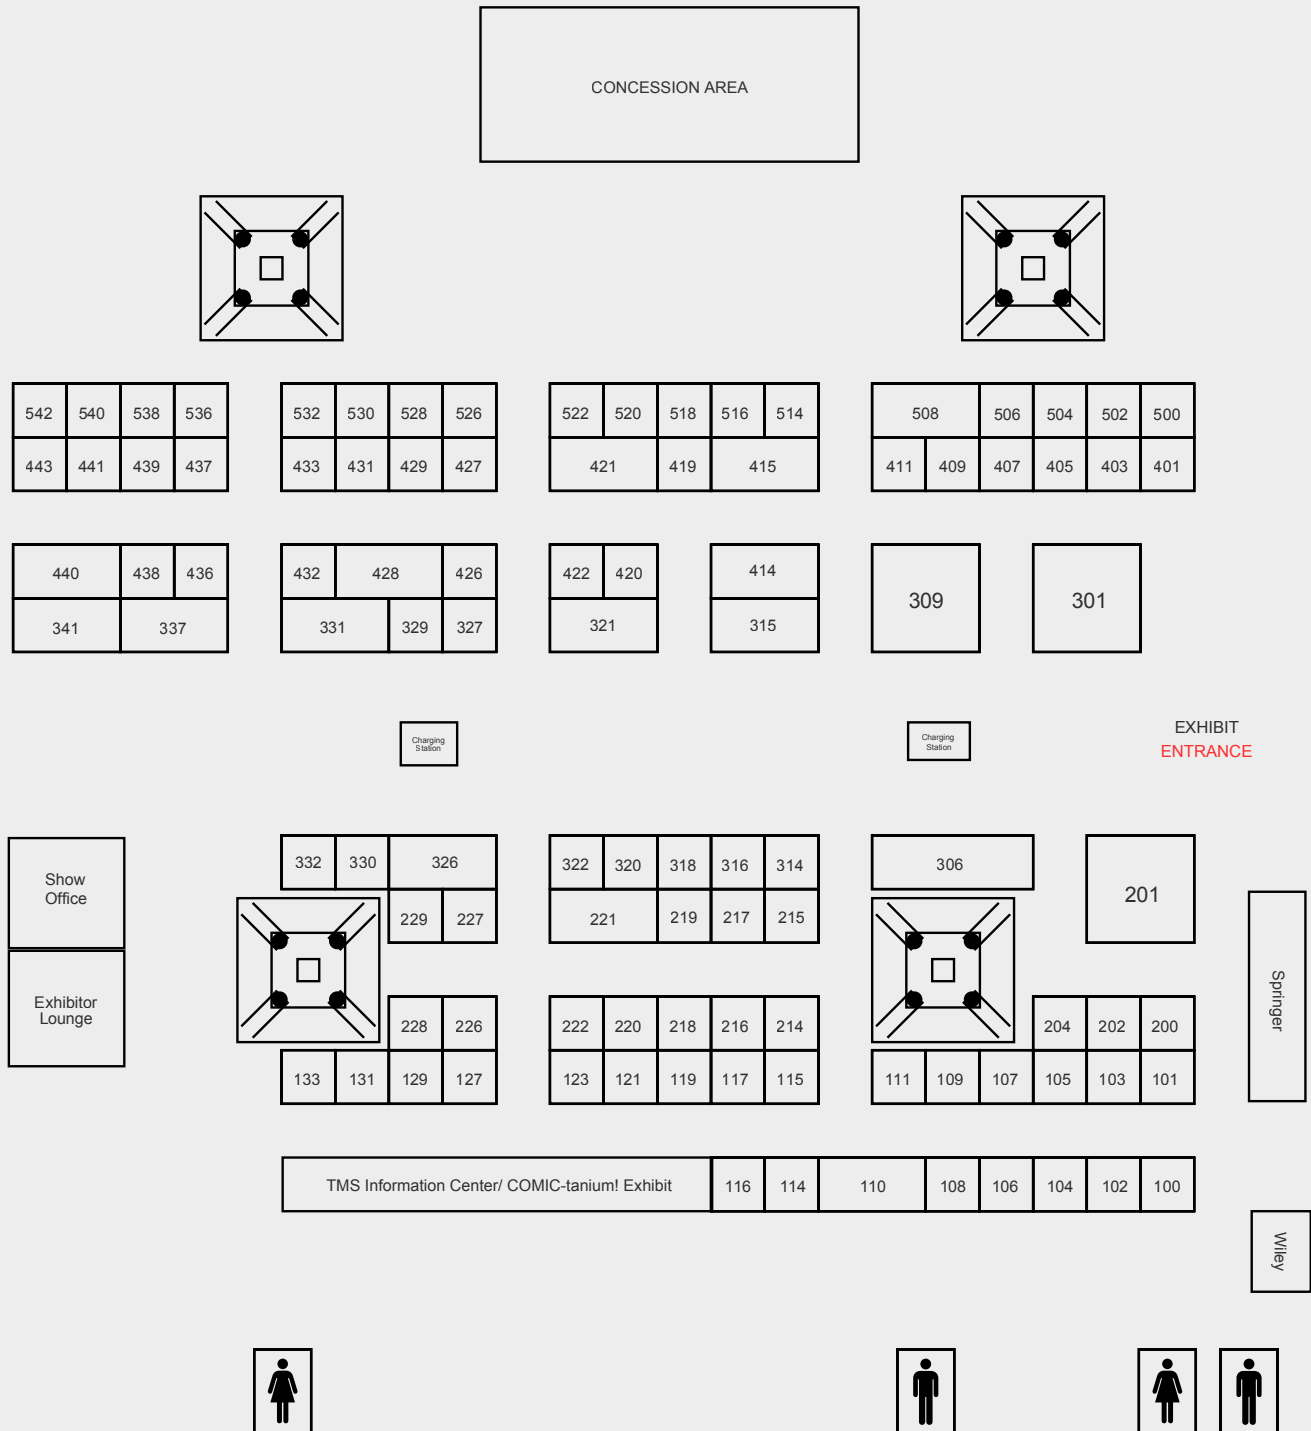 CONCESSION AREA
542 540 538 536 532 530 528 526 522 520 518 516 514 508 506 504 502 500
443 441 439 437 433 431 429 427 421 419 415 411 409 407 405 403 401
440 438 436 432 428 426 422 420 414 309 301
341 337 331 329 327 321 315
Charging
Station
Charging
Station
EXHIBIT
ENTRANCE
332 330 326 322 320 318 316 314 306 201
Show
Office
229 227 221 219 217 215
Exhibitor
Lounge
Springer
228 226 222 220 218 216 214 204 202 200
133 131 129 127 123 121 119 117 115 111 109 107 105 103 101
TMS Information Center/ COMIC-tanium! Exhibit 116 114 110 108 106 104 102 100
Wiley